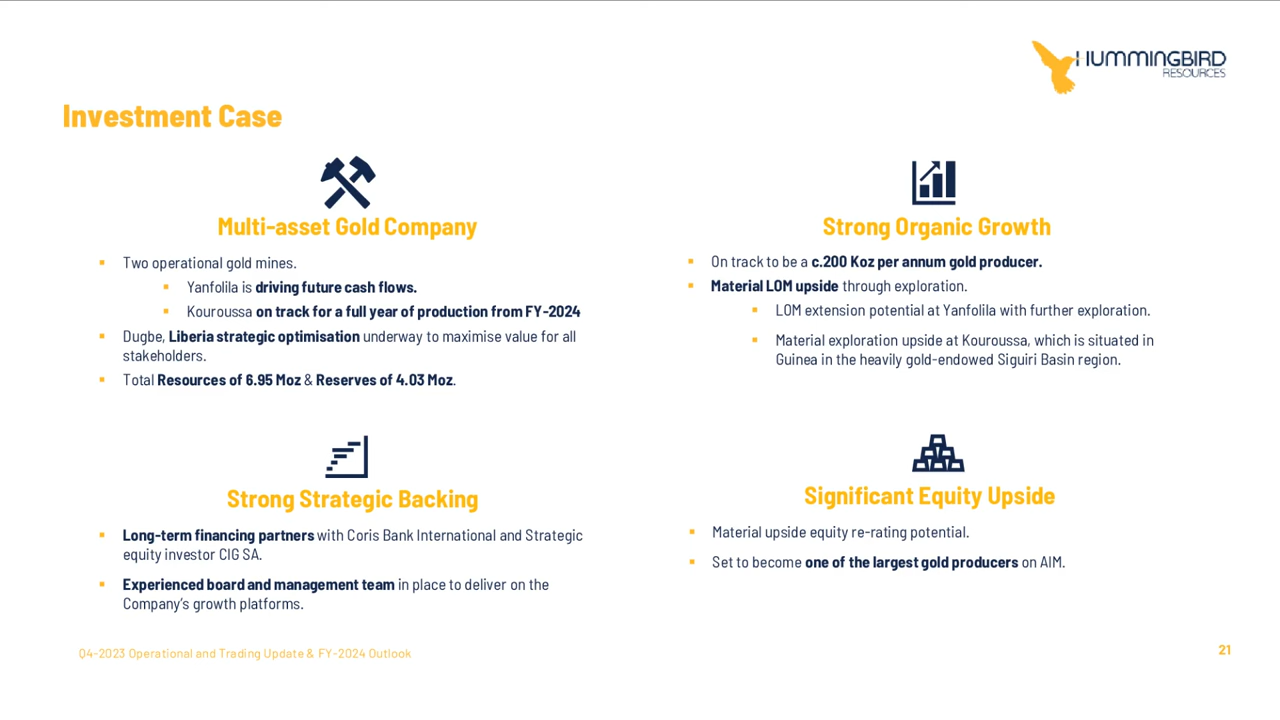 HUMMINGBIRD
RESOURCES
Investment Case
Multi-asset Gold Company
Two operational gold mines.
Yanfolila is driving future cash flows.
Kouroussa on track for a full year of production from FY-2024
Dugbe, Liberia strategic optimisation underway to maximise value for all
stakeholders.
Total Resources of 6.95 Moz & Reserves of 4.03 Moz.
Strong Organic Growth
On track to be a c.200 Koz per annum gold producer.
Material LOM upside through exploration.
LOM extension potential at Yanfolila with further exploration.
Material exploration upside at Kouroussa, which is situated in
Guinea in the heavily gold-endowed Siguiri Basin region.
Strong Strategic Backing
Long-term financing partners with Coris Bank International and Strategic
equity investor CIG SA.
Experienced board and management team in place to deliver on the
Company's growth platforms.
Significant Equity Upside
Material upside equity re-rating potential.
Set to become one of the largest gold producers on AIM.
Q4-2023 Operational and Trading Update & FY-2024 Outlook
21